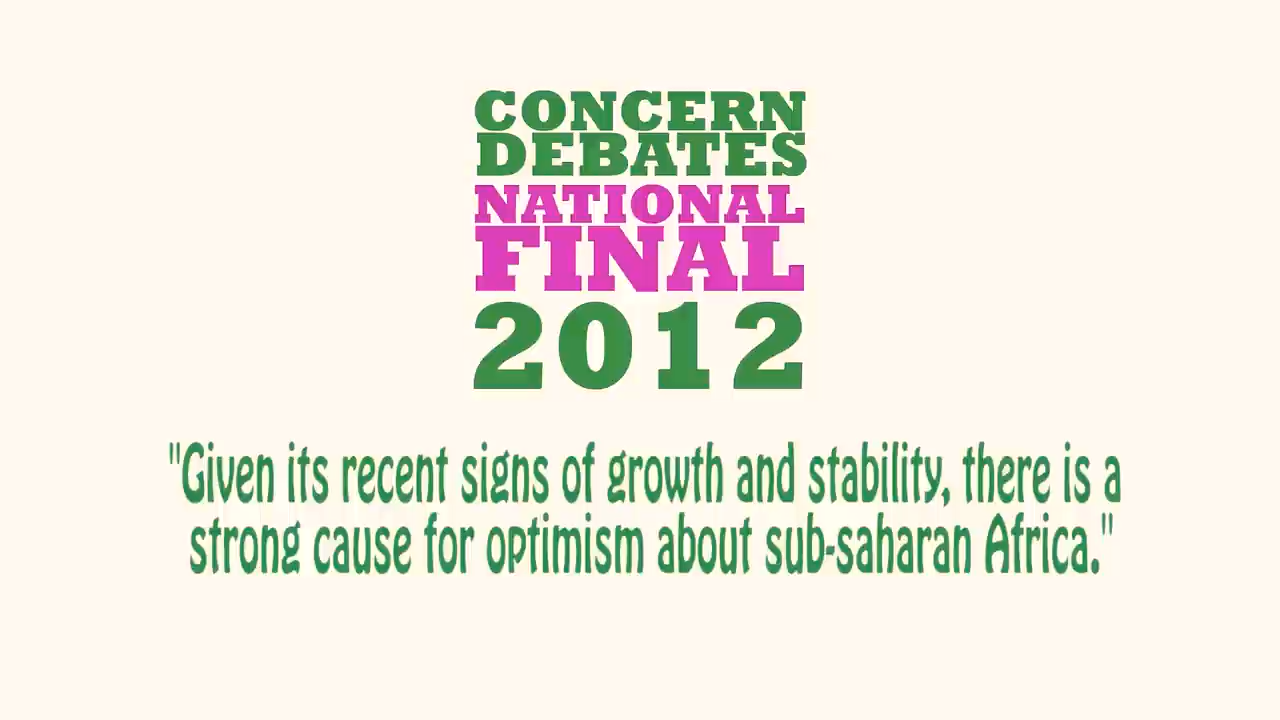 CONCERN
DEBATES
NATIONAL
FINAL
2012
"Given its recent signs of growth and stability, there is a
strong cause for optimism about sub-saharan Africa."